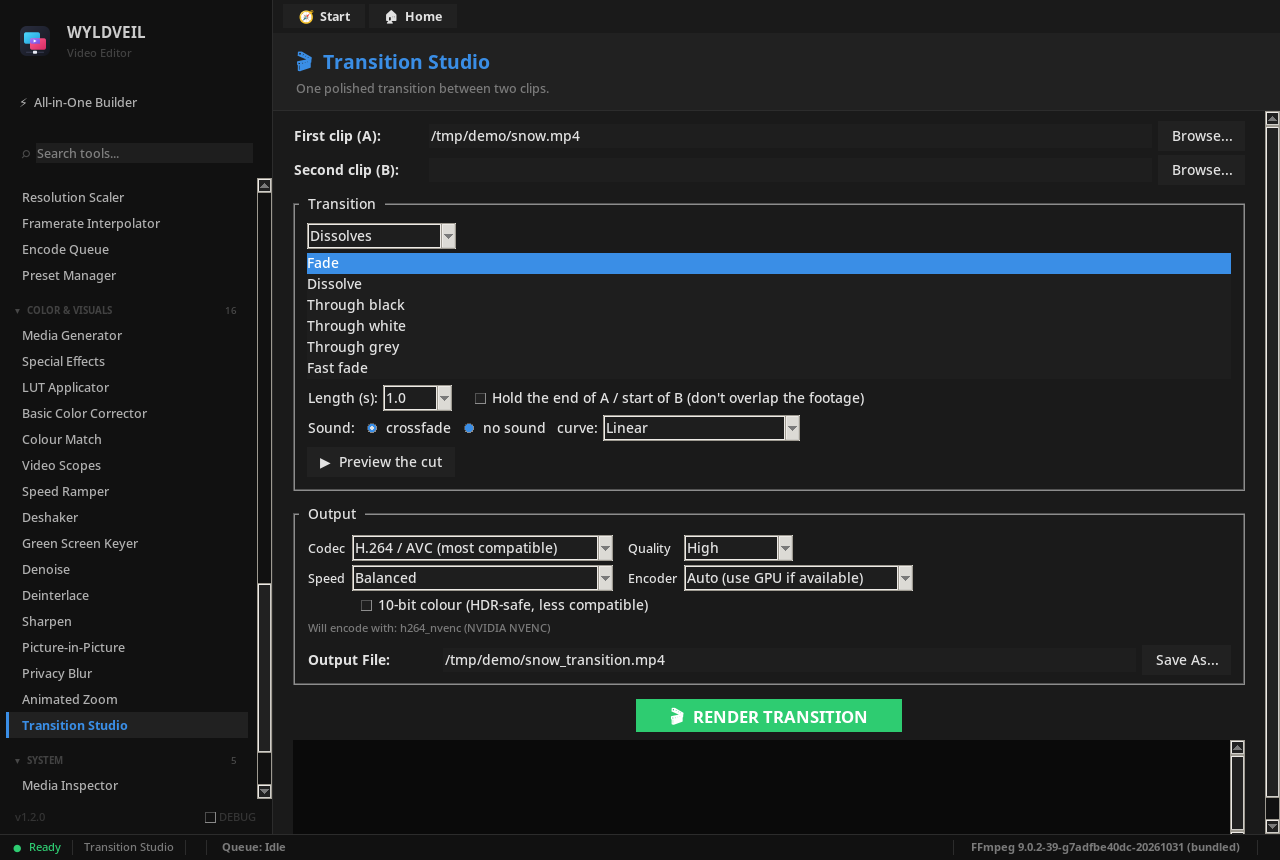 WYLDVEIL
Video Editor
⚡ All-in-One Builder
Search tools...
Resolution Scaler
Framerate Interpolator
Encode Queue
Preset Manager
▾ COLOR & VISUALS 16
Media Generator
Special Effects
LUT Applicator
Basic Color Corrector
Colour Match
Video Scopes
Speed Ramper
Deshaker
Green Screen Keyer
Denoise
Deinterlace
Sharpen
Picture-in-Picture
Privacy Blur
Animated Zoom
Transition Studio
▾ SYSTEM 5
Media Inspector
v1.2.0 DEBUG
Start Home
Transition Studio
One polished transition between two clips.
First clip (A): /tmp/demo/snow.mp4 Browse...
Second clip (B): Browse...
Transition
Dissolves
Fade
Dissolve
Through black
Through white
Through grey
Fast fade
Length (s): 1.0 Hold the end of A / start of B (don't overlap the footage)
Sound: crossfade no sound curve: Linear
▶ Preview the cut
Output
Codec H.264 / AVC (most compatible) Quality High
Speed Balanced Encoder Auto (use GPU if available)
10-bit colour (HDR-safe, less compatible)
Will encode with: h264_nvenc (NVIDIA NVENC)
Output File: /tmp/demo/snow_transition.mp4 Save As...
RENDER TRANSITION
● Ready Transition Studio Queue: Idle FFmpeg 9.0.2-39-g7adfbe40dc-20261031 (bundled)